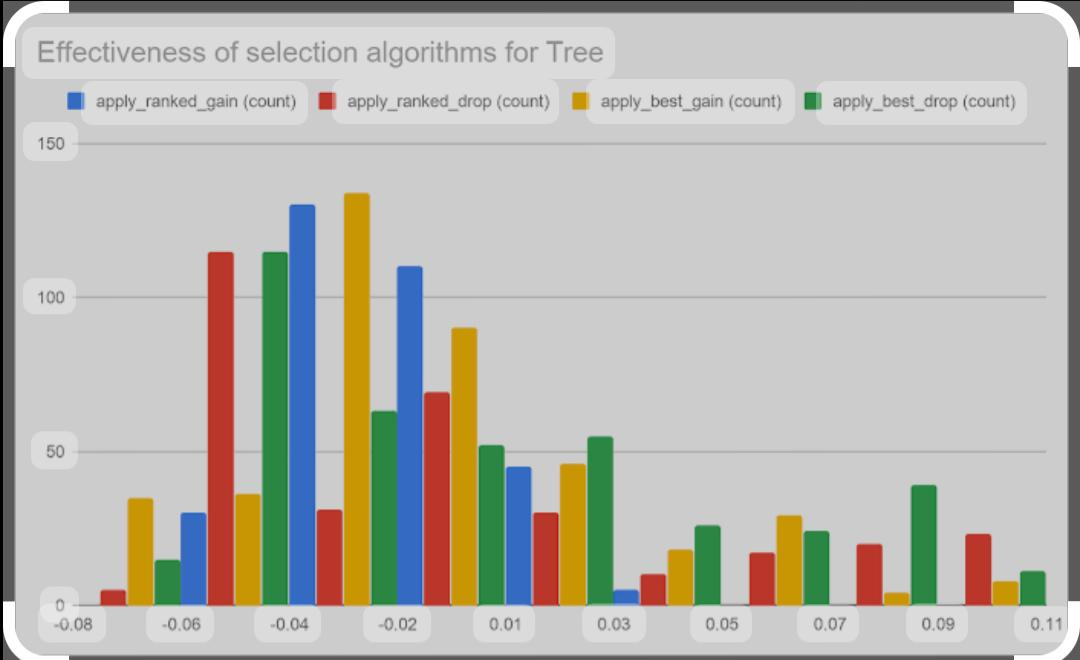 Effectiveness of selection algorithms for Tree
apply_ranked_gain (count) apply_ranked_drop (count) apply_best_gain (count) apply_best_drop (count)
150
100
50
0
-0.08 -0.06 -0.04 -0.02 0.01 0.03 0.05 0.07 0.09 0.11